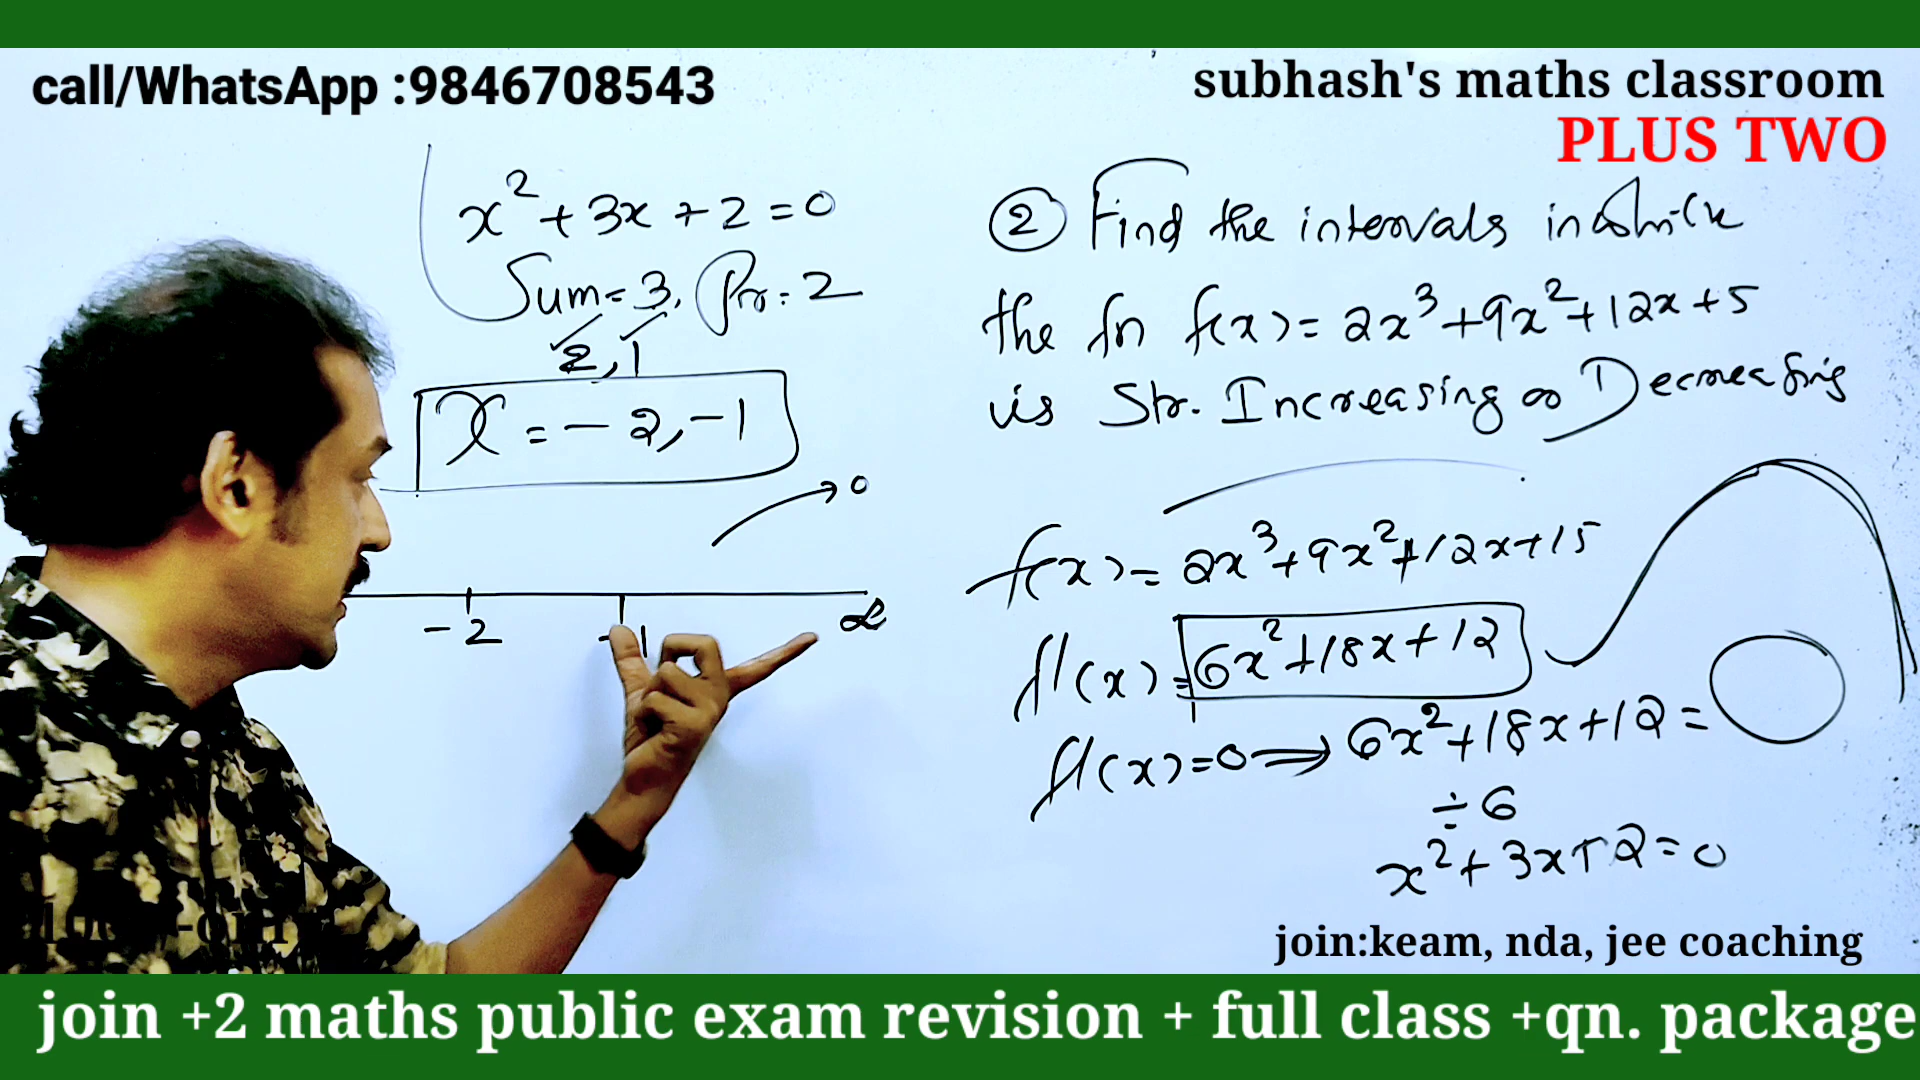 call/WhatsApp :9846708543
subhash's maths classroom
PLUS TWO
x² + 3x + 2 = 0
Sum = 3, Pr = 2
2, 1
x = -2, -1
0
-2
-1
∞
② Find the intervals in which
the fn f(x) = 2x³+9x²+12x+5
is Str. Increasing or Decreasing
f(x) = 2x³+9x²+12x+15
f'(x) = 6x²+18x+12
f'(x)=0 ⟹ 6x²+18x+12 =
÷6
x²+3x+2=0
join:keam, nda, jee coaching
join +2 maths public exam revision + full class +qn. package